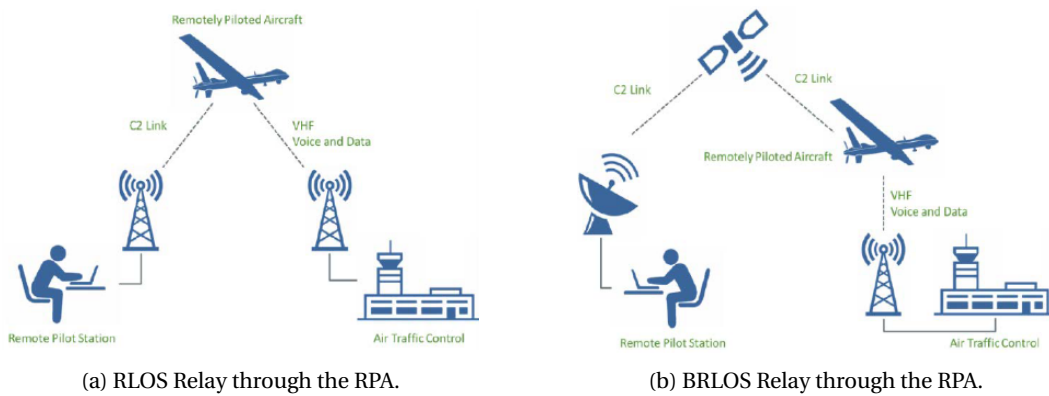 Remotely Piloted Aircraft
C2 Link
VHF
Voice and Data
Remote Pilot Station
Air Traffic Control
(a) RLOS Relay through the RPA.
C2 Link
C2 Link
Remotely Piloted Aircraft
VHF
Voice and Data
Remote Pilot Station
Air Traffic Control
(b) BRLOS Relay through the RPA.